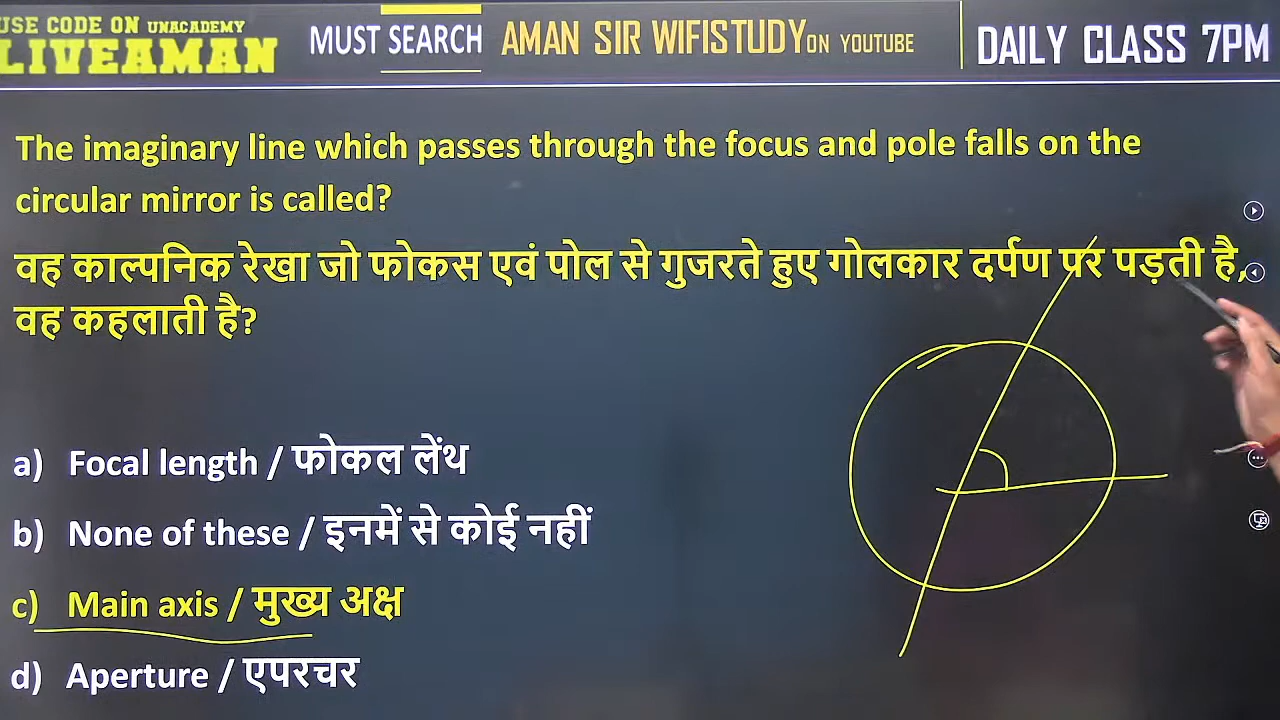 USE CODE ON UNACADEMY
LIVEAMAN
MUST SEARCH AMAN SIR WIFISTUDY ON YOUTUBE
DAILY CLASS 7PM
The imaginary line which passes through the focus and pole falls on the
circular mirror is called?
वह काल्पनिक रेखा जो फोकस एवं पोल से गुजरते हुए गोलकार दर्पण पर पड़ती है,
वह कहलाती है?
a) Focal length / फोकल लेंथ
b) None of these / इनमें से कोई नहीं
c) Main axis / मुख्य अक्ष
d) Aperture / एपरचर